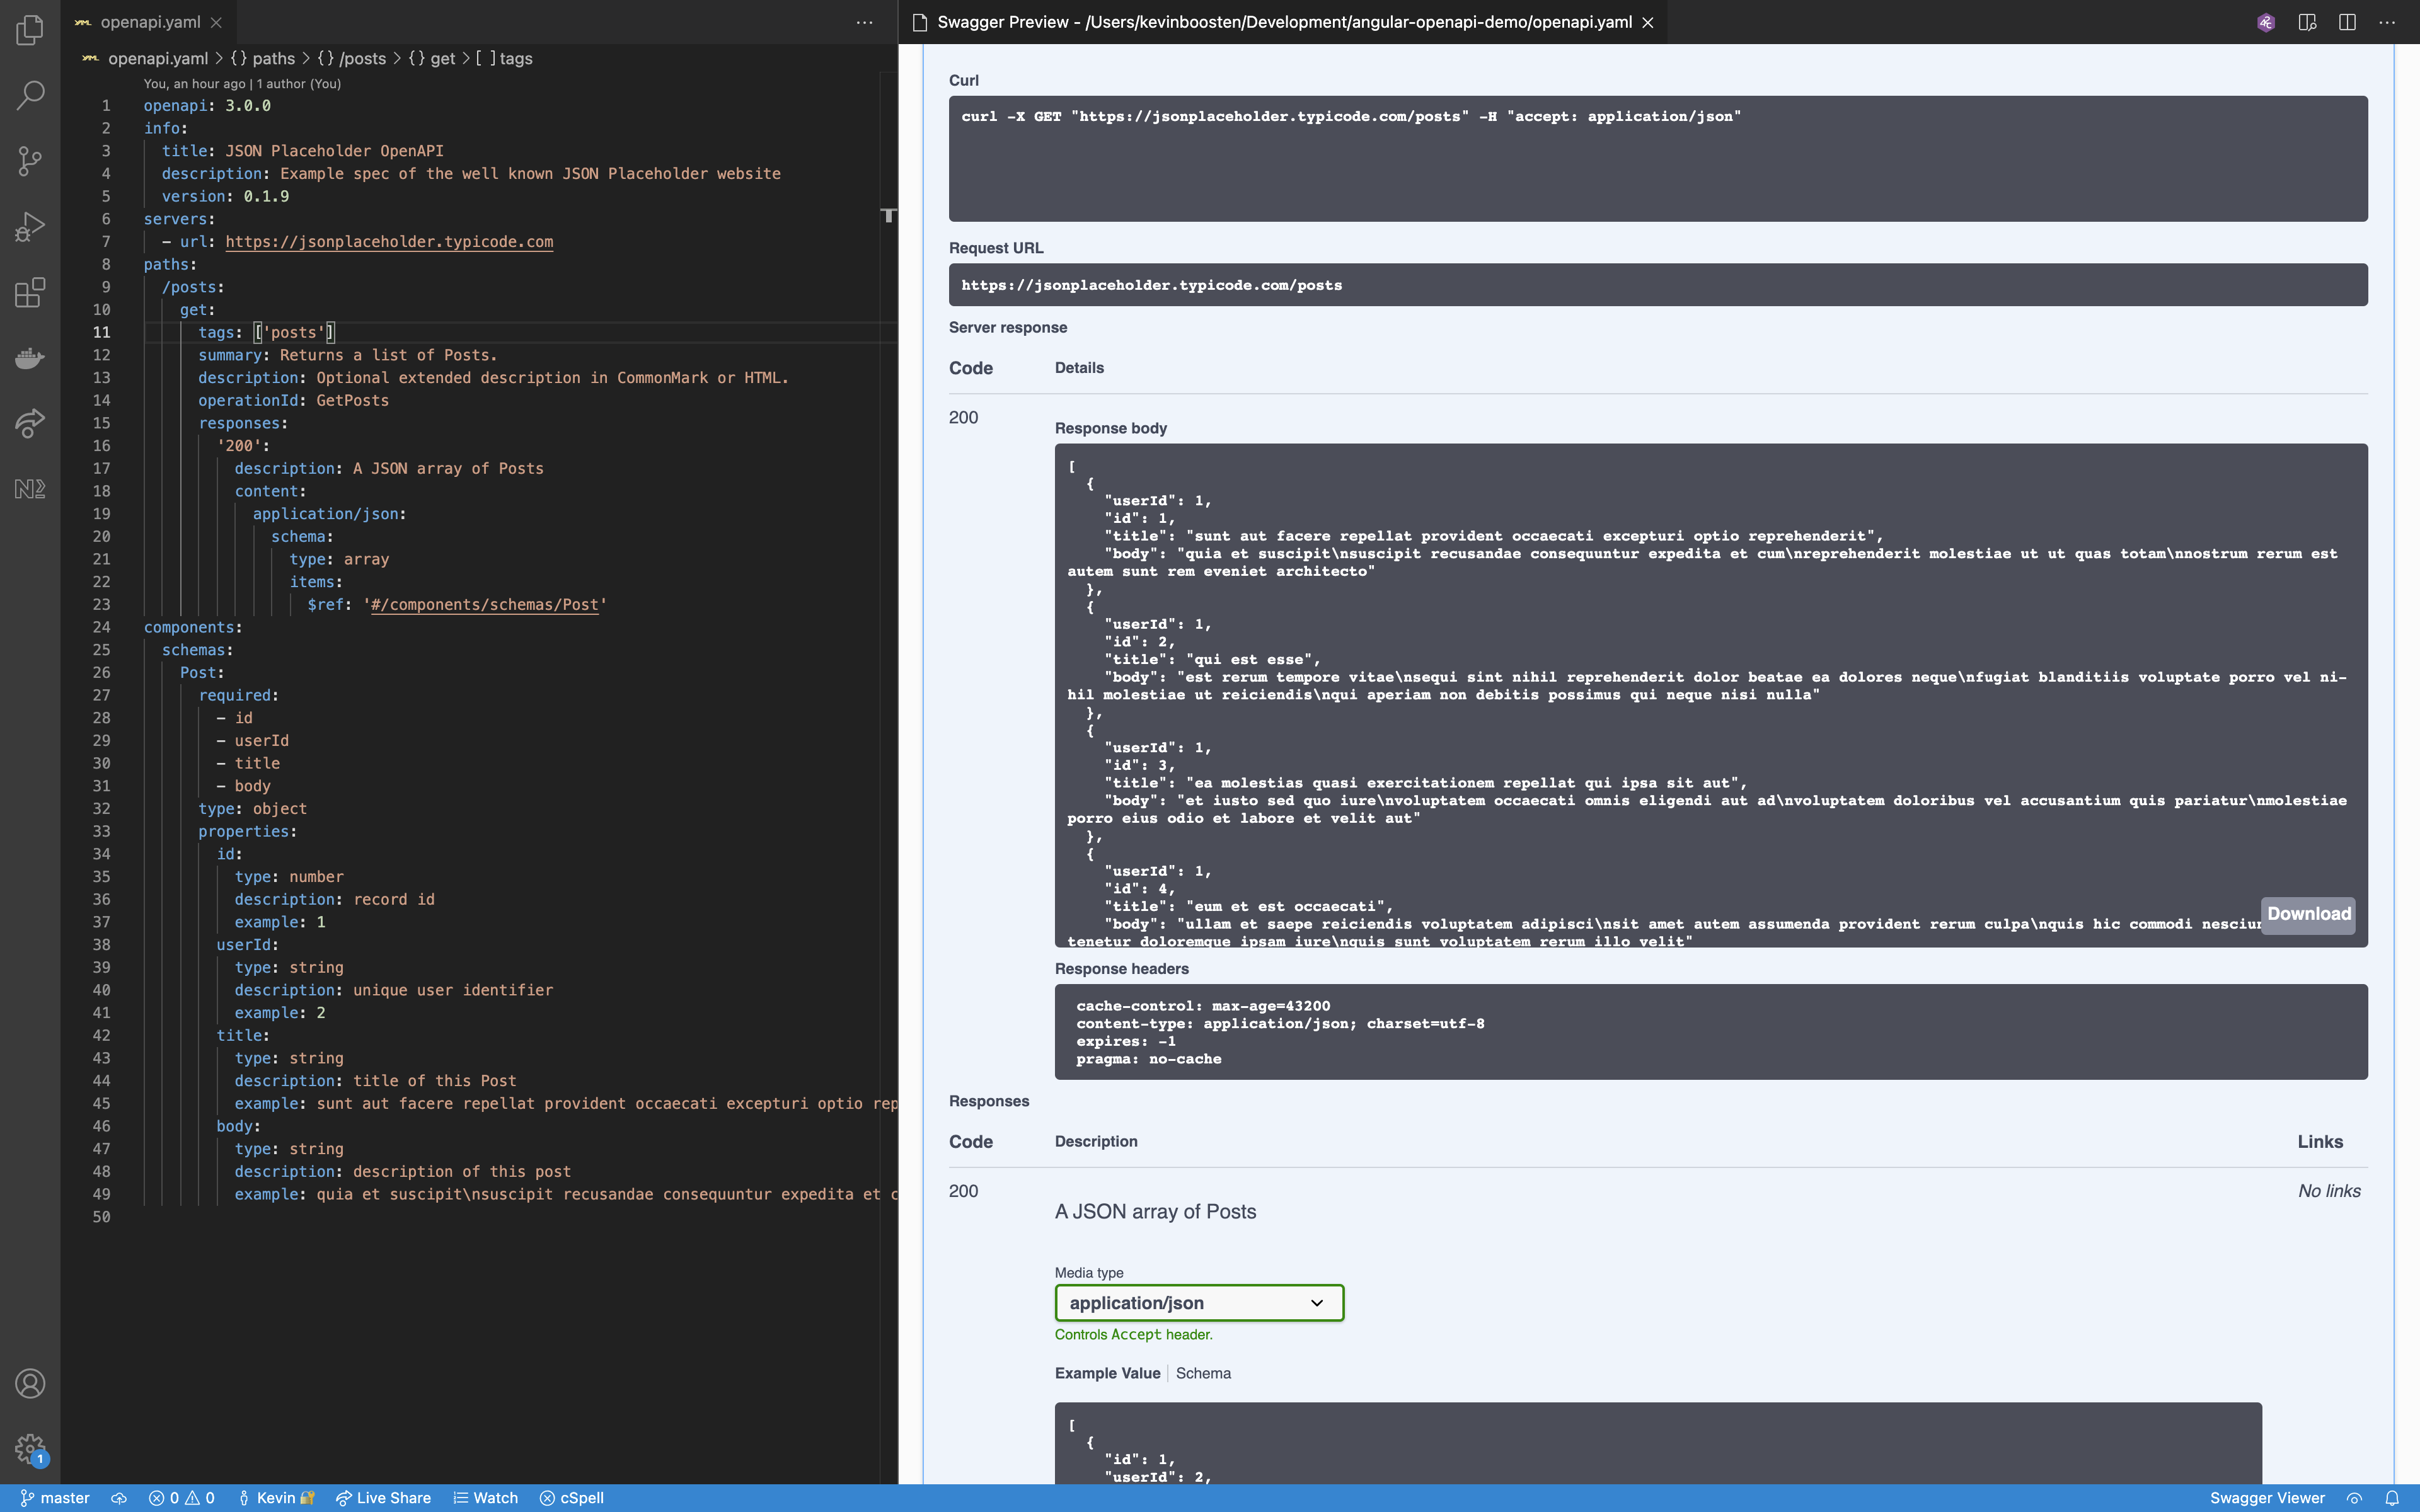 openapi.yaml
Swagger Preview - /Users/kevinboosten/Development/angular-openapi-demo/openapi.yaml
openapi.yaml > {} paths > {} /posts > {} get > [ ] tags
You, an hour ago | 1 author (You)
1 openapi: 3.0.0
2 info:
3 title: JSON Placeholder OpenAPI
4 description: Example spec of the well known JSON Placeholder website
5 version: 0.1.9
6 servers:
7 - url: https://jsonplaceholder.typicode.com
8 paths:
9 /posts:
10 get:
11 tags: ['posts']
12 summary: Returns a list of Posts.
13 description: Optional extended description in CommonMark or HTML.
14 operationId: GetPosts
15 responses:
16 '200':
17 description: A JSON array of Posts
18 content:
19 application/json:
20 schema:
21 type: array
22 items:
23 $ref: '#/components/schemas/Post'
24 components:
25 schemas:
26 Post:
27 required:
28 - id
29 - userId
30 - title
31 - body
32 type: object
33 properties:
34 id:
35 type: number
36 description: record id
37 example: 1
38 userId:
39 type: string
40 description: unique user identifier
41 example: 2
42 title:
43 type: string
44 description: title of this Post
45 example: sunt aut facere repellat provident occaecati excepturi optio rep
46 body:
47 type: string
48 description: description of this post
49 example: quia et suscipit\nsuscipit recusandae consequuntur expedita et c
50
Curl
curl -X GET "https://jsonplaceholder.typicode.com/posts" -H "accept: application/json"
Request URL
https://jsonplaceholder.typicode.com/posts
Server response
Code Details
200
Response body
[
{
"userId": 1,
"id": 1,
"title": "sunt aut facere repellat provident occaecati excepturi optio reprehenderit",
"body": "quia et suscipit\nsuscipit recusandae consequuntur expedita et cum\nreprehenderit molestiae ut ut quas totam\nnostrum rerum est
autem sunt rem eveniet architecto"
},
{
"userId": 1,
"id": 2,
"title": "qui est esse",
"body": "est rerum tempore vitae\nsequi sint nihil reprehenderit dolor beatae ea dolores neque\nfugiat blanditiis voluptate porro vel ni-
hil molestiae ut reiciendis\nqui aperiam non debitis possimus qui neque nisi nulla"
},
{
"userId": 1,
"id": 3,
"title": "ea molestias quasi exercitationem repellat qui ipsa sit aut",
"body": "et iusto sed quo iure\nvoluptatem occaecati omnis eligendi aut ad\nvoluptatem doloribus vel accusantium quis pariatur\nmolestiae
porro eius odio et labore et velit aut"
},
{
"userId": 1,
"id": 4,
"title": "eum et est occaecati",
"body": "ullam et saepe reiciendis voluptatem adipisci\nsit amet autem assumenda provident rerum culpa\nquis hic commodi nesciun
tenetur doloremque ipsam iure\nquis sunt voluptatem rerum illo velit"
Download
Response headers
cache-control: max-age=43200
content-type: application/json; charset=utf-8
expires: -1
pragma: no-cache
Responses
Code Description Links
200 No links
A JSON array of Posts
Media type
application/json
Controls Accept header.
Example Value | Schema
[
{
"id": 1,
"userId": 2,
1
master 0 0 Kevin Live Share Watch cSpell Swagger Viewer